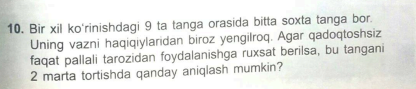 10. Bir xil ko'rinishdagi 9 ta tanga orasida bitta soxta tanga bor.
Uning vazni haqiqiylaridan biroz yengilroq. Agar qadoqtoshsiz
faqat pallali tarozidan foydalanishga ruxsat berilsa, bu tangani
2 marta tortishda qanday aniqlash mumkin?